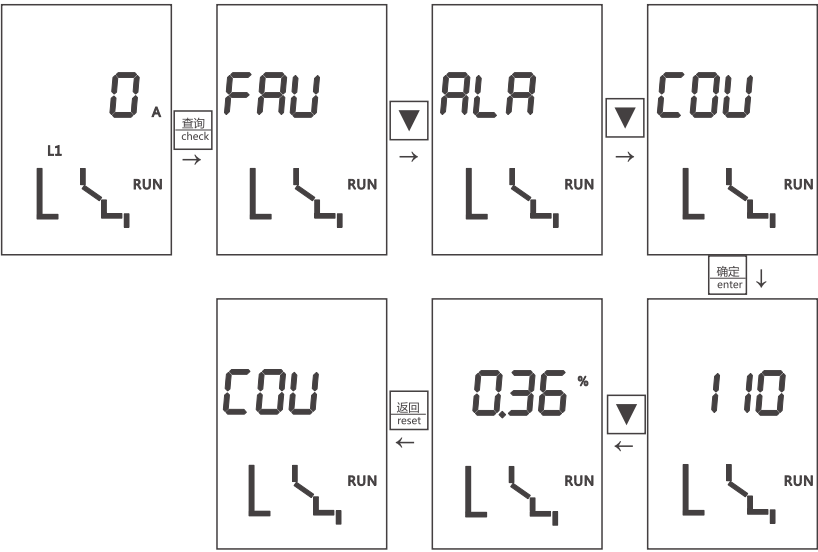 0 A
L1
L RUN
查询
check
→
FAU
L RUN
▼
→
ALA
L RUN
▼
→
COU
L RUN
确定
enter
↓
110
L RUN
▼
←
0.36 %
L RUN
返回
reset
←
COU
L RUN